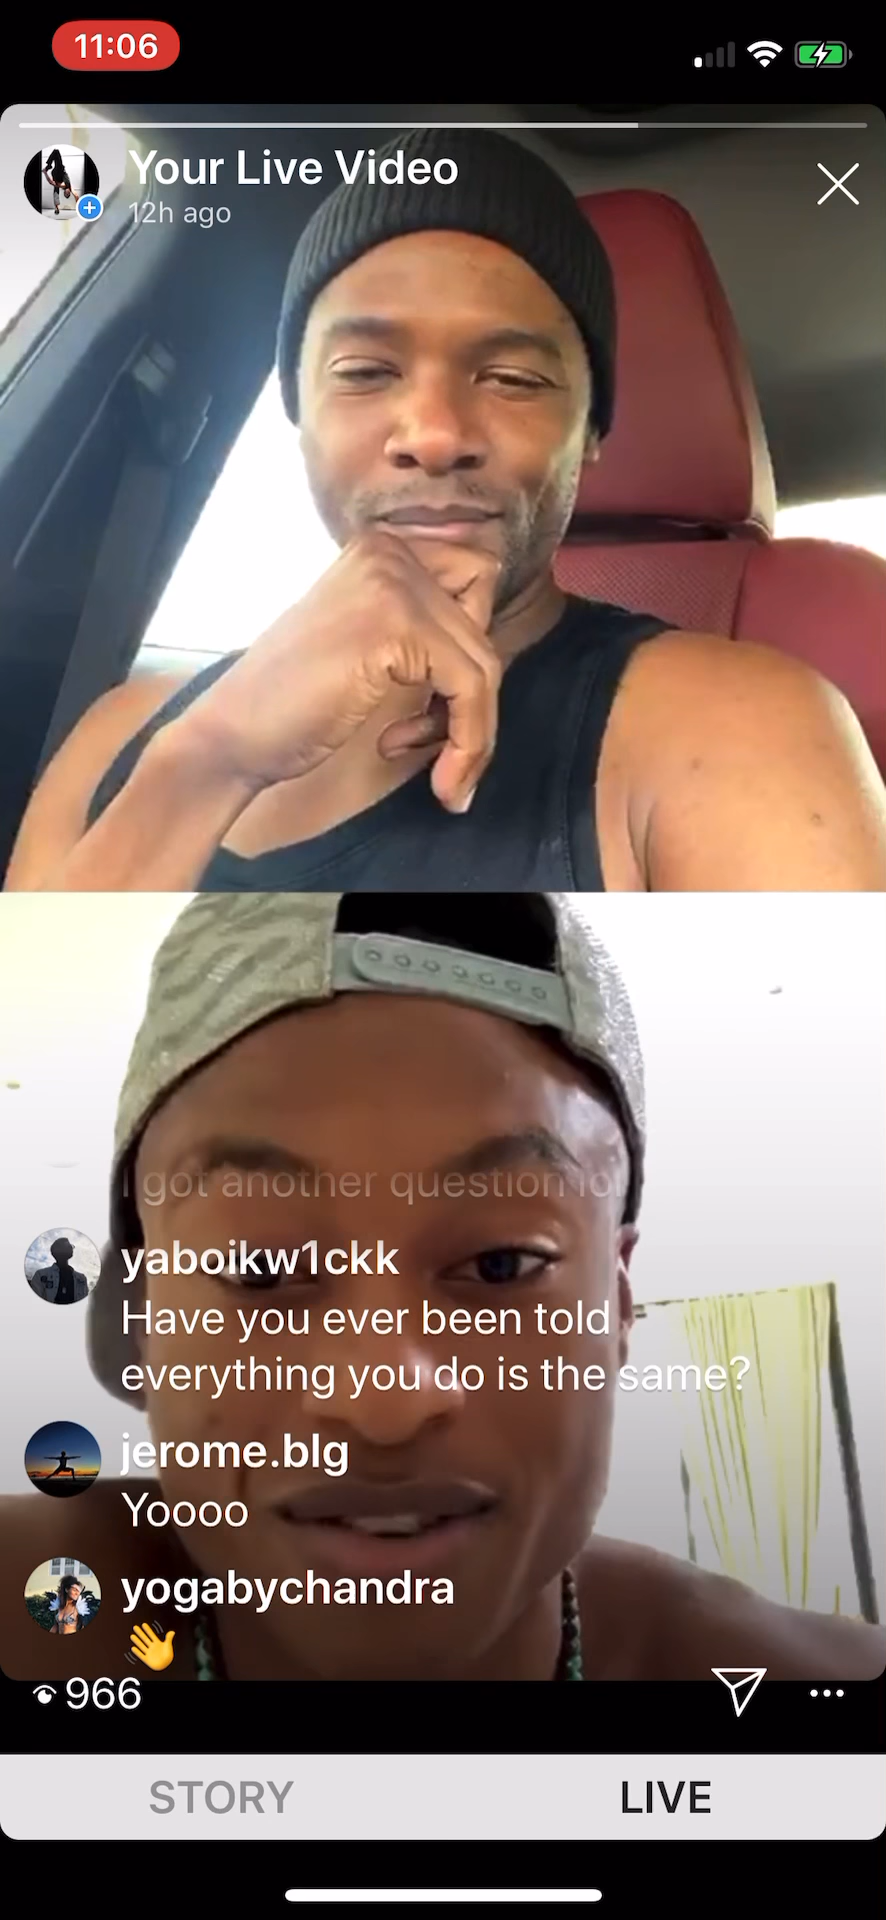 11:06
Your Live Video
12h ago
I got another question lol
yaboikw1ckk
Have you ever been told
everything you do is the same?
jerome.blg
Yoooo
yogabychandra
👋
966
STORY
LIVE